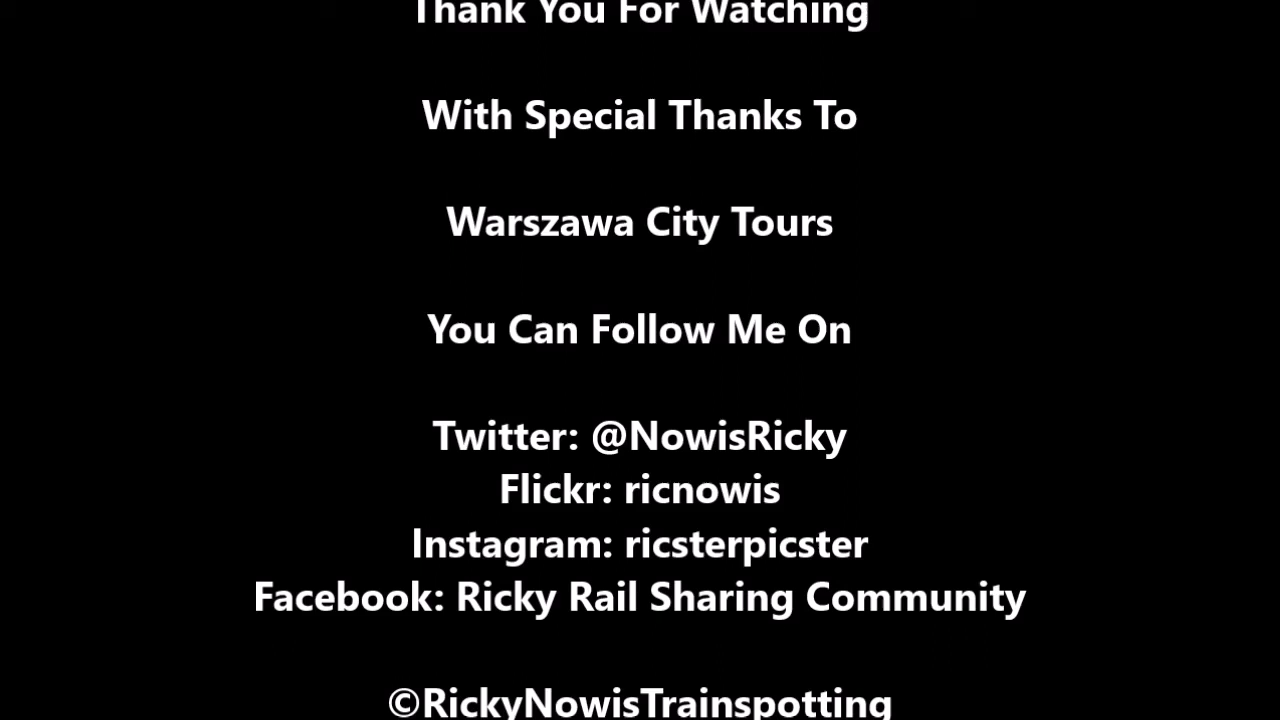 Thank You For Watching
With Special Thanks To
Warszawa City Tours
You Can Follow Me On
Twitter: @NowisRicky
Flickr: ricnowis
Instagram: ricsterpicster
Facebook: Ricky Rail Sharing Community
©RickyNowisTrainspotting